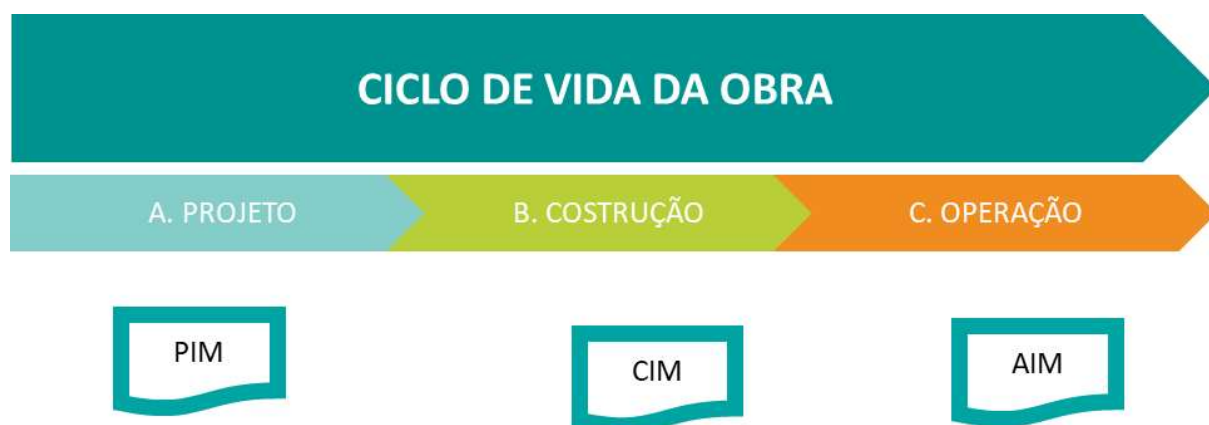 CICLO DE VIDA DA OBRA
A. PROJETO
B. COSTRUÇÃO
C. OPERAÇÃO
PIM
CIM
AIM